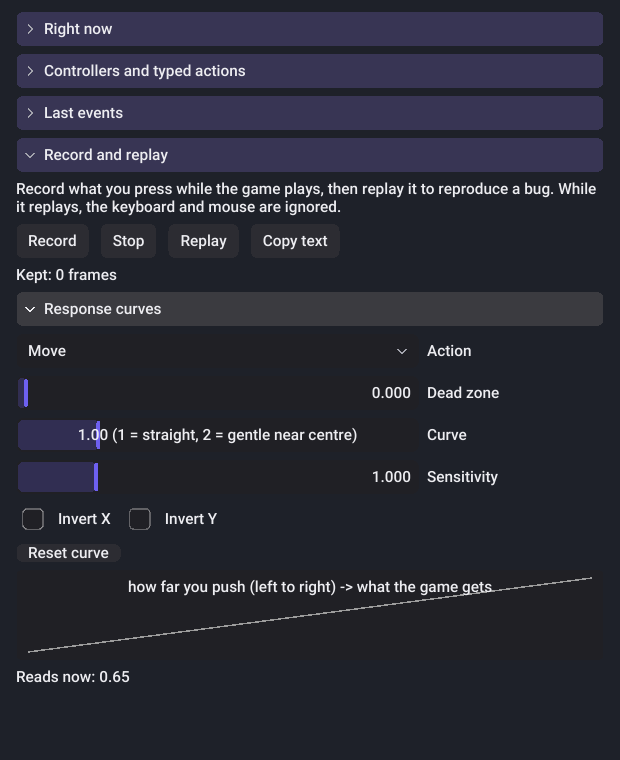 Right now
Controllers and typed actions
Last events
Record and replay
Record what you press while the game plays, then replay it to reproduce a bug. While
it replays, the keyboard and mouse are ignored.
Record Stop Replay Copy text
Kept: 0 frames
Response curves
Move Action
0.000 Dead zone
1.00 (1 = straight, 2 = gentle near centre) Curve
1.000 Sensitivity
Invert X Invert Y
Reset curve
how far you push (left to right) -> what the game gets
Reads now: 0.65